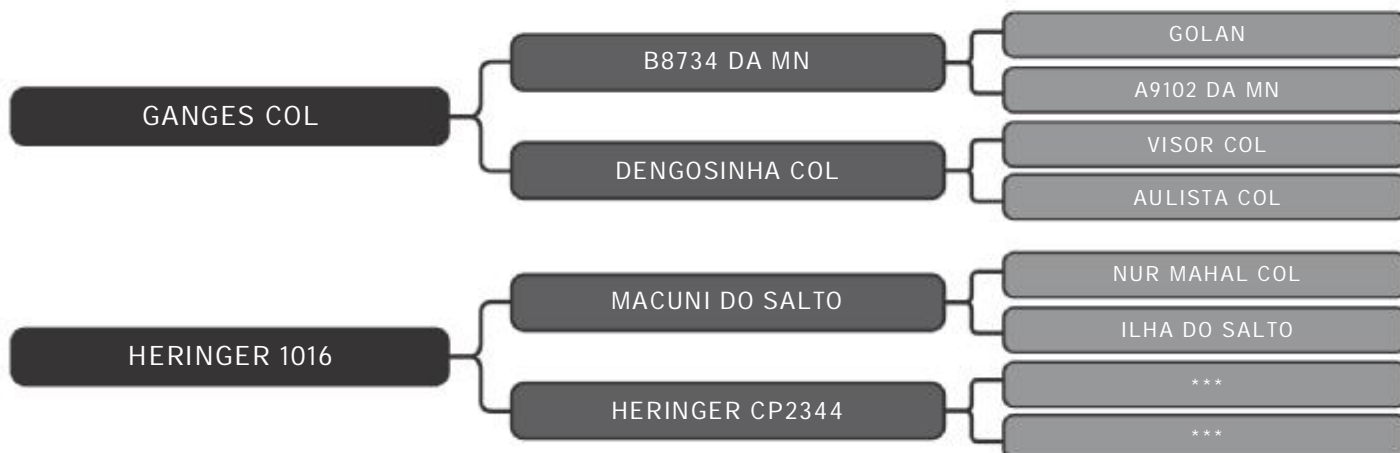 GANGES COL
B8734 DA MN
DENGOSINHA COL
GOLAN
A9102 DA MN
VISOR COL
AULISTA COL
HERINGER 1016
MACUNI DO SALTO
HERINGER CP2344
NUR MAHAL COL
ILHA DO SALTO
***
***